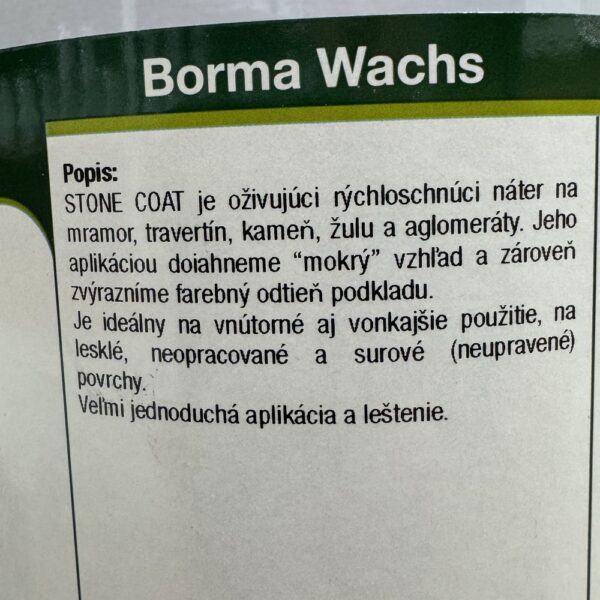 Borma Wachs
Popis:
STONE COAT je oživujúci rýchloschnúci náter na
mramor, travertín, kameň, žulu a aglomeráty. Jeho
aplikáciou doiahneme “mokrý” vzhľad a zároveň
zvýrazníme farebný odtieň podkladu.
Je ideálny na vnútorné aj vonkajšie použitie, na
lesklé, neopracované a surové (neupravené)
povrchy.
Veľmi jednoduchá aplikácia a leštenie.